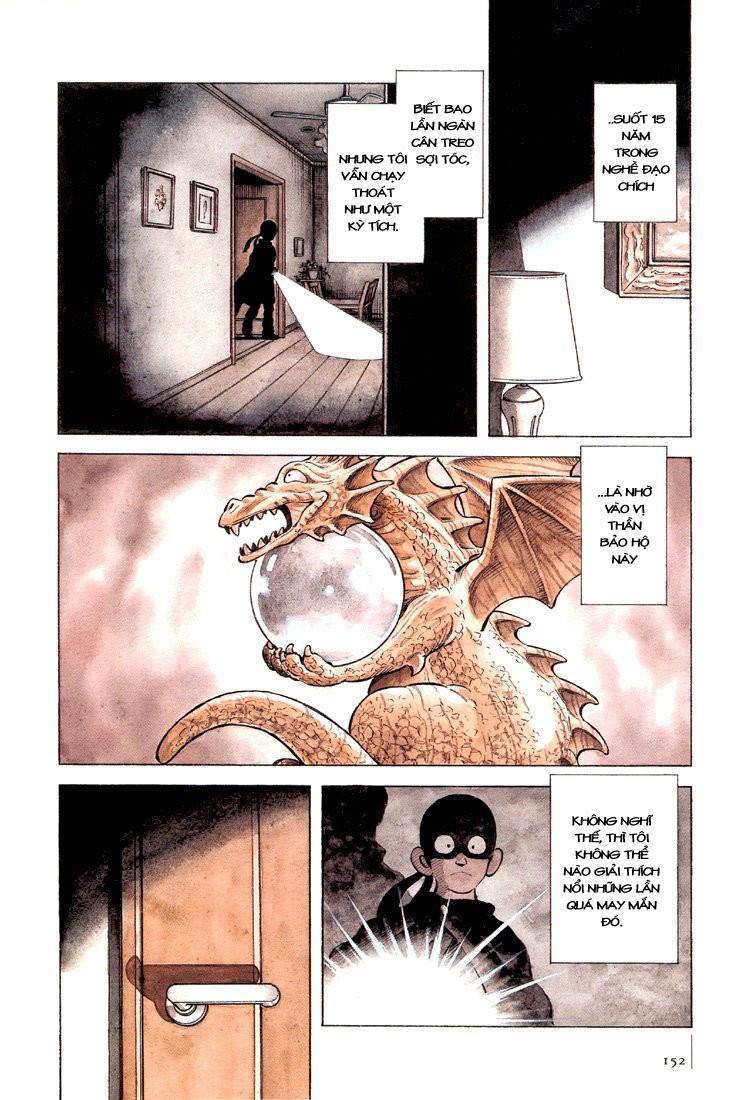 ..SUỐT 15
NĂM
TRONG
NGHỀ ĐẠO
CHÍCH
BIẾT BAO
LẦN NGÀN
CÂN TREO
SỢI TÓC,
NHƯNG TÔI
VẪN CHẠY
THOÁT
NHƯ MỘT
KỲ TÍCH.
...LÀ NHỜ
VÀO VỊ
THẦN
BẢO HỘ
NÀY
KHÔNG NGHĨ
THẾ, THÌ TÔI
KHÔNG THỂ
NÀO GIẢI THÍCH
NỔI NHỮNG LẦN
QUÁ MAY MẮN
ĐÓ.
152